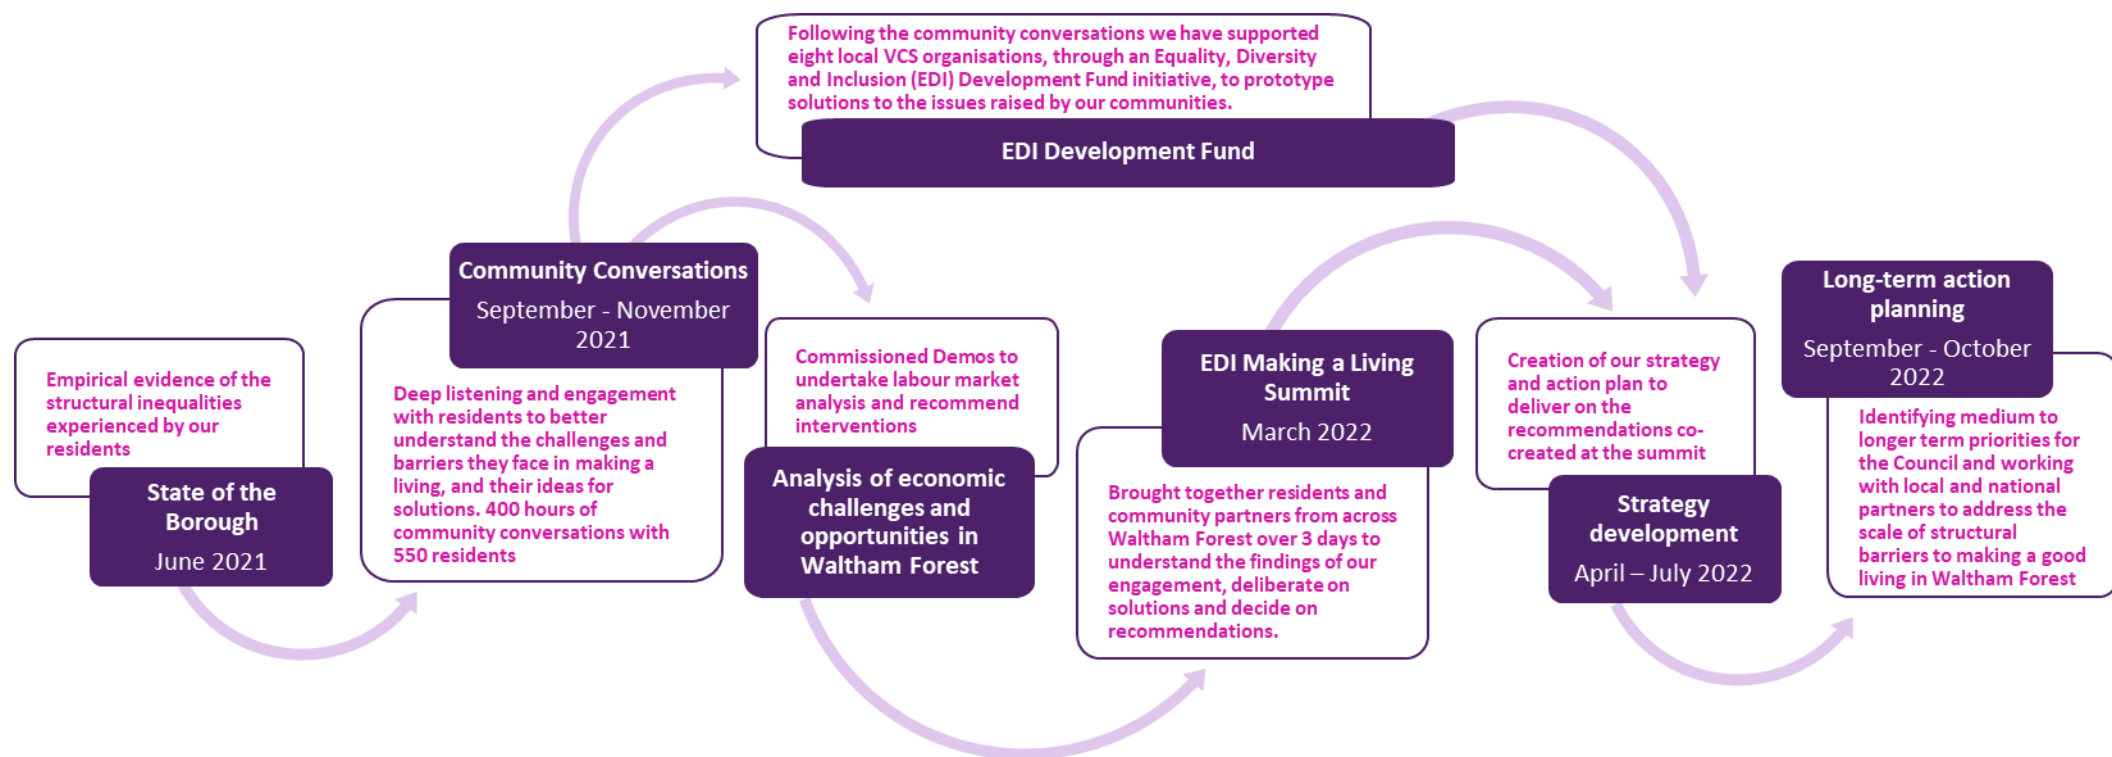 Following the community conversations we have supported
eight local VCS organisations, through an Equality, Diversity
and Inclusion (EDI) Development Fund initiative, to prototype
solutions to the issues raised by our communities.
EDI Development Fund
Empirical evidence of the
structural inequalities
experienced by our
residents
State of the
Borough
June 2021
Community Conversations
September - November
2021
Deep listening and engagement
with residents to better
understand the challenges and
barriers they face in making a
living, and their ideas for
solutions. 400 hours of
community conversations with
550 residents
Commissioned Demos to
undertake labour market
analysis and recommend
interventions
Analysis of economic
challenges and
opportunities in
Waltham Forest
EDI Making a Living
Summit
March 2022
Brought together residents and
community partners from across
Waltham Forest over 3 days to
understand the findings of our
engagement, deliberate on
solutions and decide on
recommendations.
Creation of our strategy
and action plan to
deliver on the
recommendations co-
created at the summit
Strategy
development
April – July 2022
Long-term action
planning
September - October
2022
Identifying medium to
longer term priorities for
the Council and working
with local and national
partners to address the
scale of structural
barriers to making a good
living in Waltham Forest